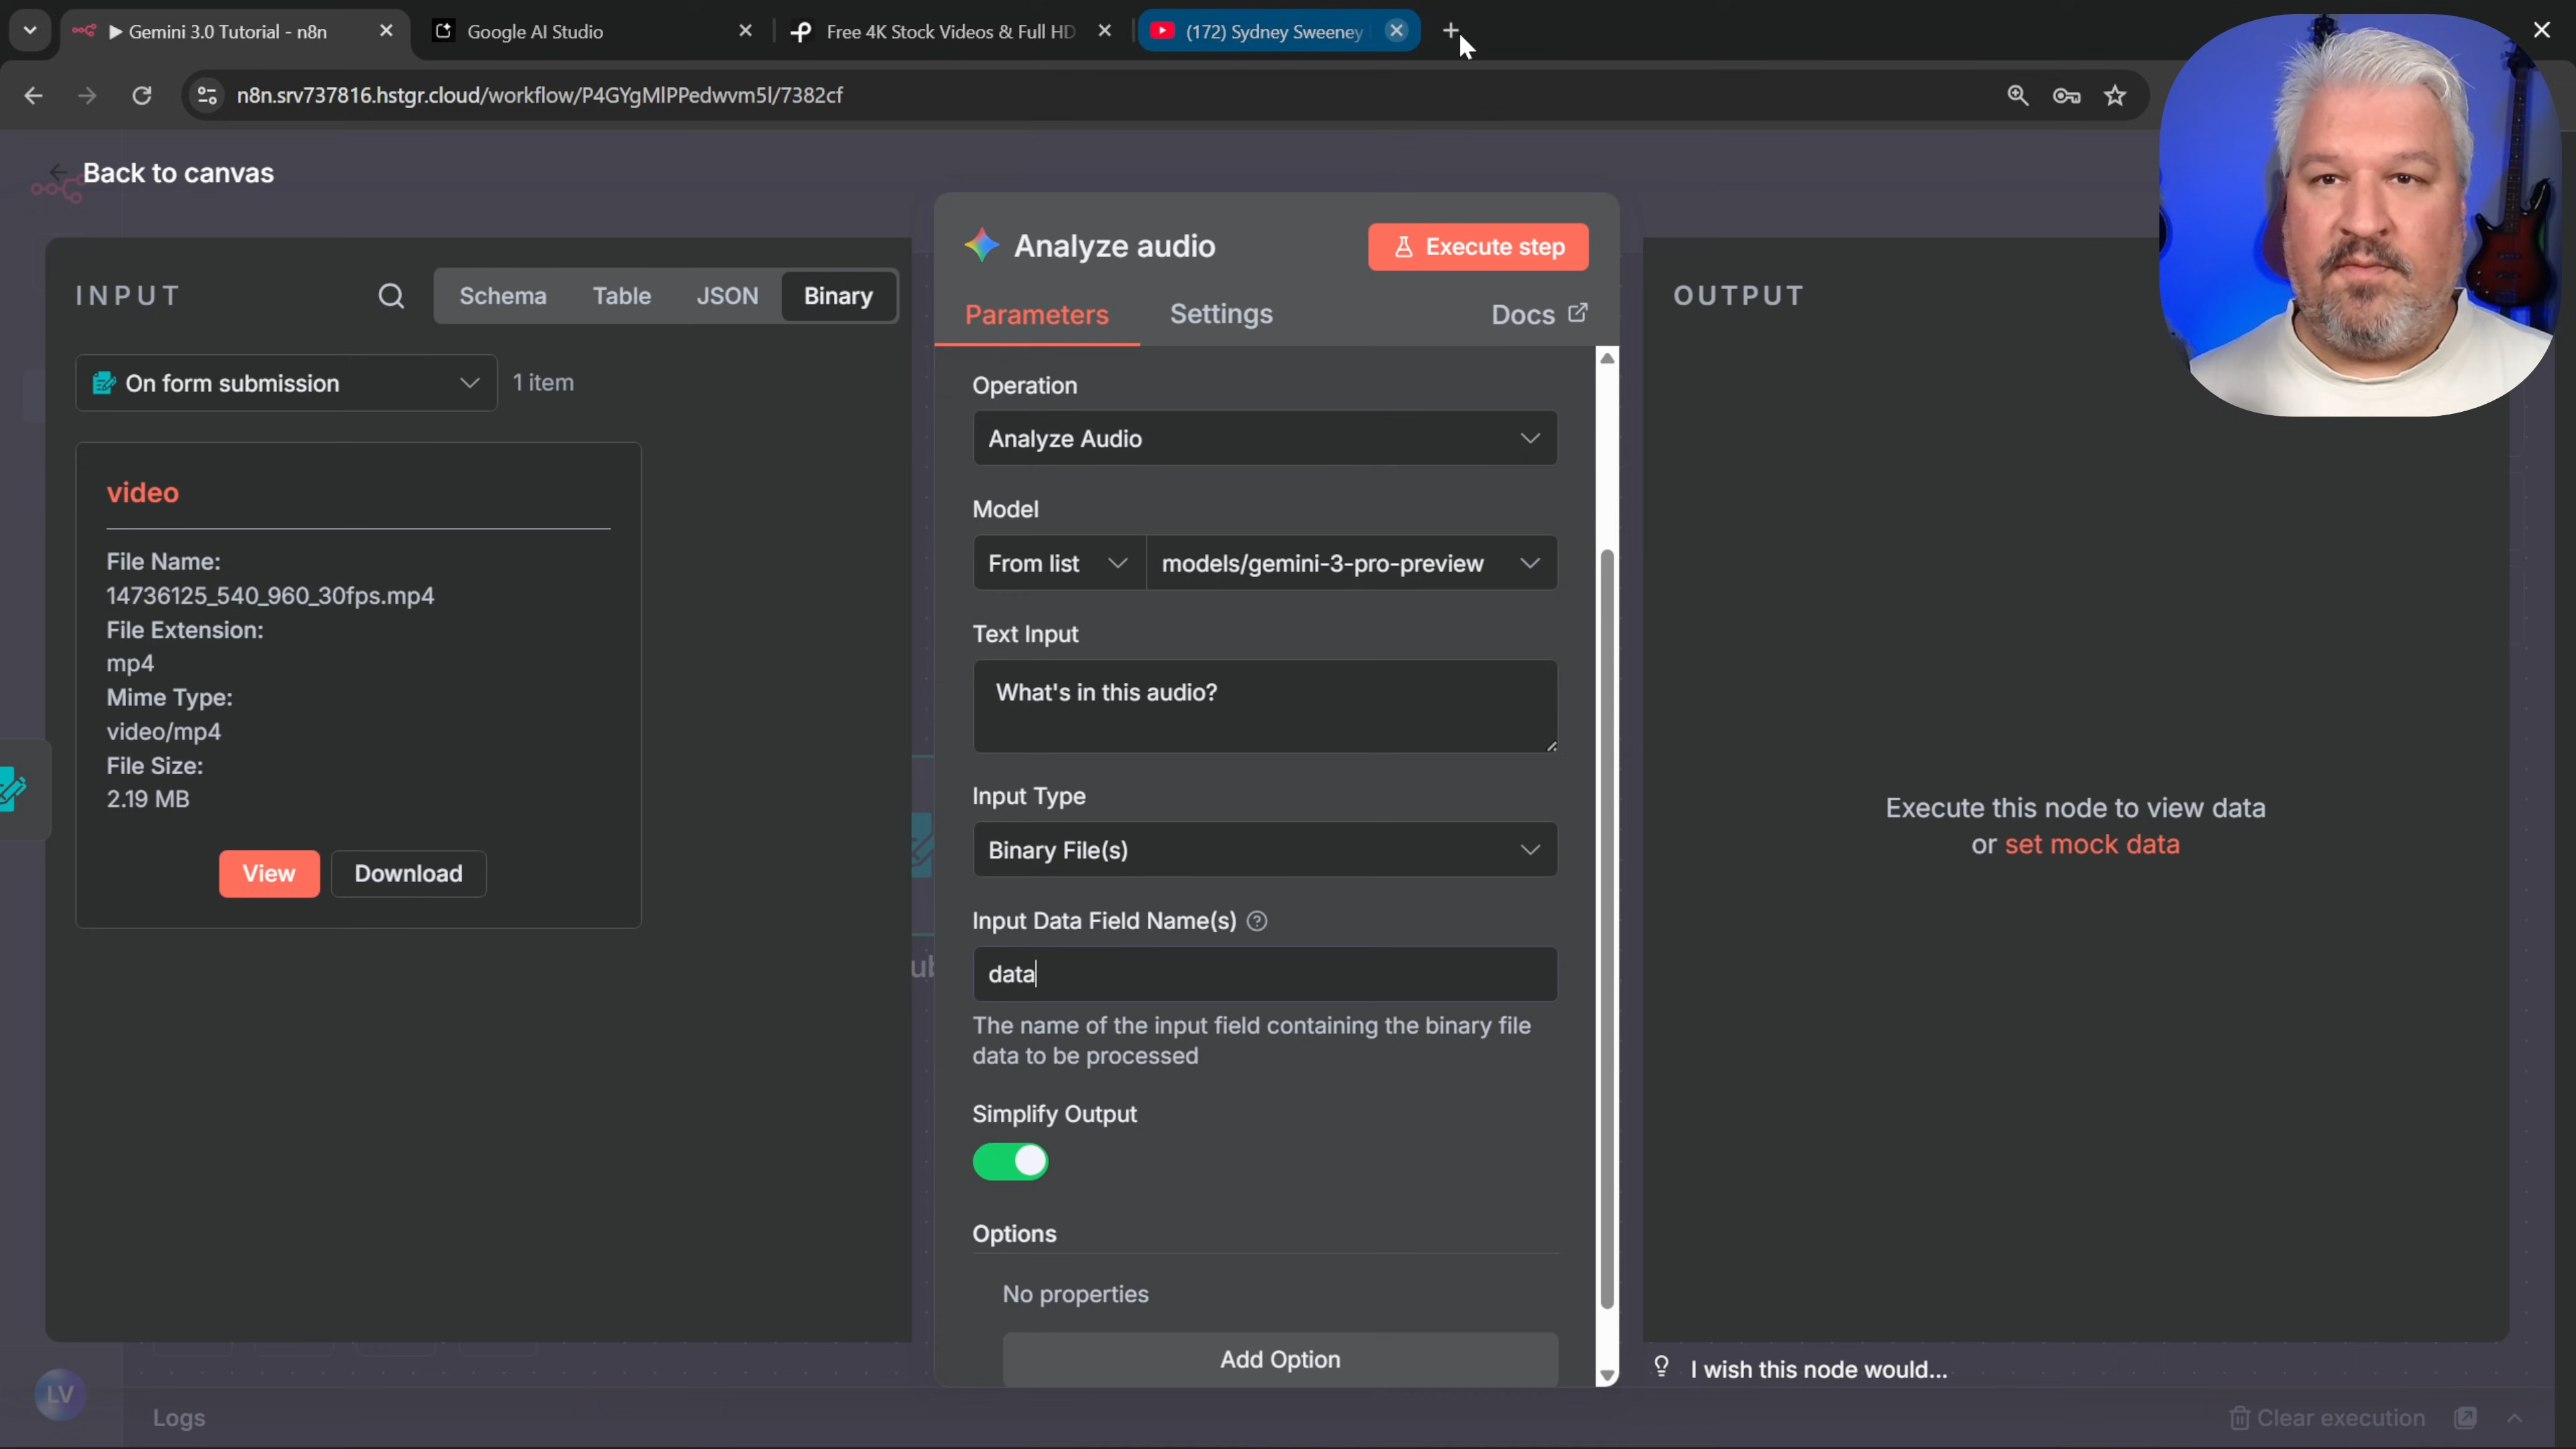 ▶ Gemini 3.0 Tutorial - n8n
Google AI Studio
Free 4K Stock Videos & Full HD
(172) Sydney Sweeney
n8n.srv737816.hstgr.cloud/workflow/P4GYgMlPPedwvm5l/7382cf
Back to canvas
INPUT
Schema
Table
JSON
Binary
On form submission
1 item
video
File Name:
14736125_540_960_30fps.mp4
File Extension:
mp4
Mime Type:
video/mp4
File Size:
2.19 MB
View
Download
Analyze audio
Execute step
Parameters
Settings
Docs
Operation
Analyze Audio
Model
From list
models/gemini-3-pro-preview
Text Input
What's in this audio?
Input Type
Binary File(s)
Input Data Field Name(s)
data
The name of the input field containing the binary file
data to be processed
Simplify Output
Options
No properties
Add Option
OUTPUT
Execute this node to view data
or set mock data
I wish this node would...
LV
Logs
Clear execution